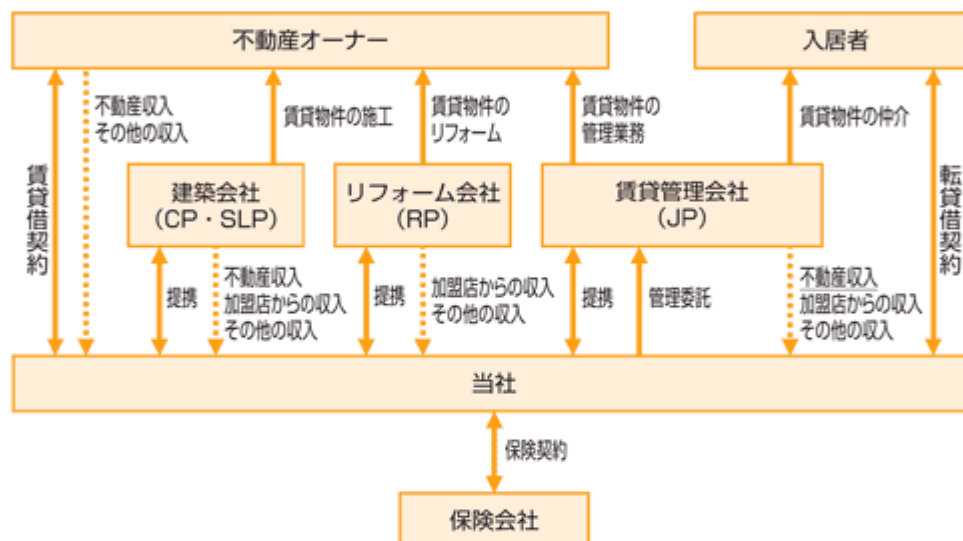 不動産オーナー
入居者
不動産収入
その他の収入
賃貸物件の施工
賃貸物件の
リフォーム
賃貸物件の
管理業務
賃貸物件の仲介
賃貸借契約
転貸借契約
建築会社
(CP・SLP)
リフォーム会社
(RP)
賃貸管理会社
(JP)
提携
不動産収入
加盟店からの収入
その他の収入
提携
加盟店からの収入
その他の収入
提携
管理委託
不動産収入
加盟店からの収入
その他の収入
当社
保険契約
保険会社